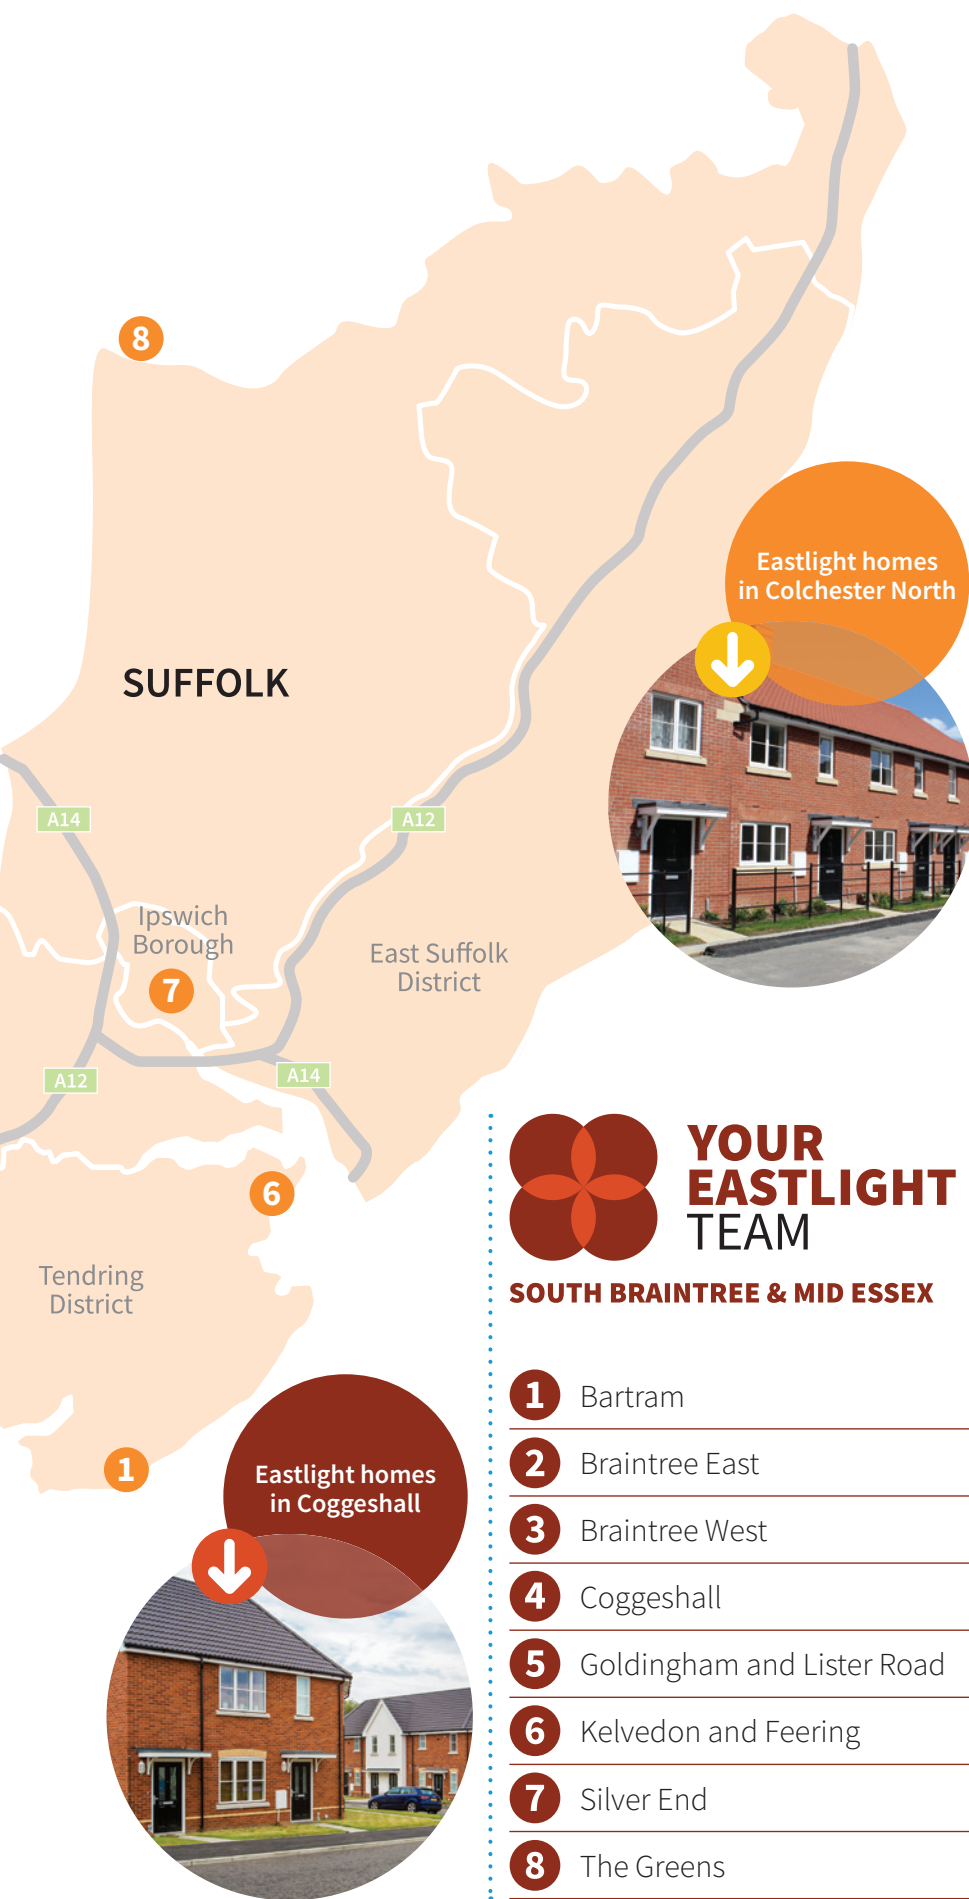 8
Eastlight homes
in Colchester North
SUFFOLK
A14
A12
Ipswich
Borough
7
East Suffolk
District
A12
A14
6
Tendring
District
1
Eastlight homes
in Coggeshall
YOUR
EASTLIGHT
TEAM
SOUTH BRAINTREE & MID ESSEX
1 Bartram
2 Braintree East
3 Braintree West
4 Coggeshall
5 Goldingham and Lister Road
6 Kelvedon and Feering
7 Silver End
8 The Greens